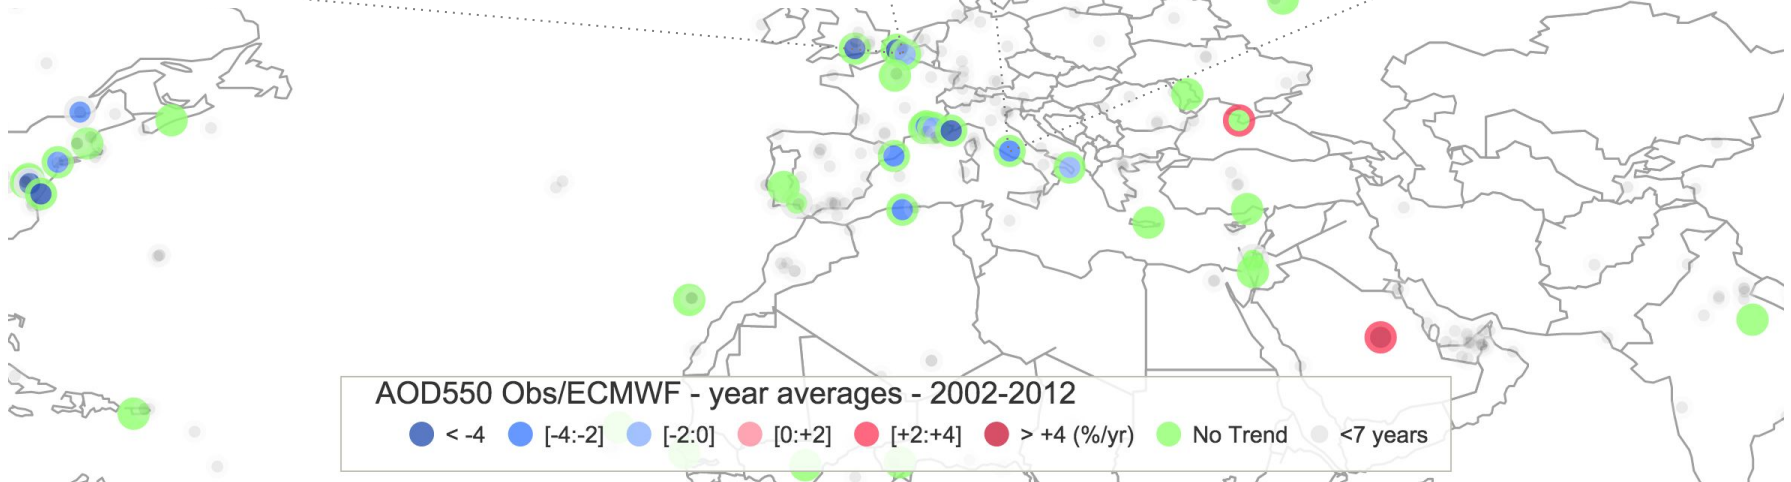 AOD550 Obs/ECMWF - year averages - 2002-2012
< -4 [-4:-2] [-2:0] [0:+2] [+2:+4] > +4 (%/yr) No Trend <7 years